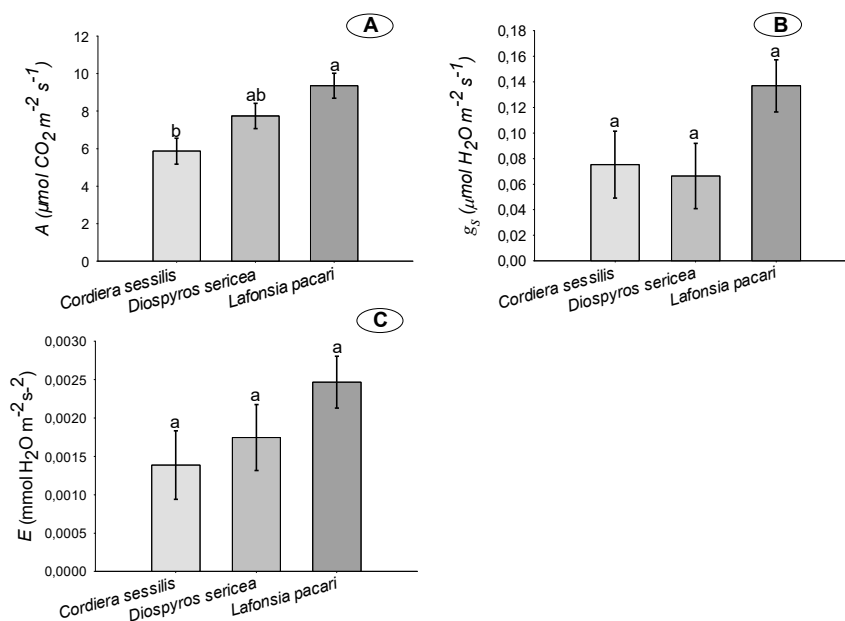 A
12
10
8
6
4
2
0
A (µmol CO2 m-2 s-1)
b
ab
a
Cordiera sessilis
Diospyros sericea
Lafonsia pacari
B
0,18
0,16
0,14
0,12
0,10
0,08
0,06
0,04
0,02
0,00
gs (µmol H2O m-2 s-1)
a
a
a
Cordiera sessilis
Diospyros sericea
Lafonsia pacari
C
0,0030
0,0025
0,0020
0,0015
0,0010
0,0005
0,0000
E (mmol H2O m-2s-2)
a
a
a
Cordiera sessilis
Diospyros sericea
Lafonsia pacari